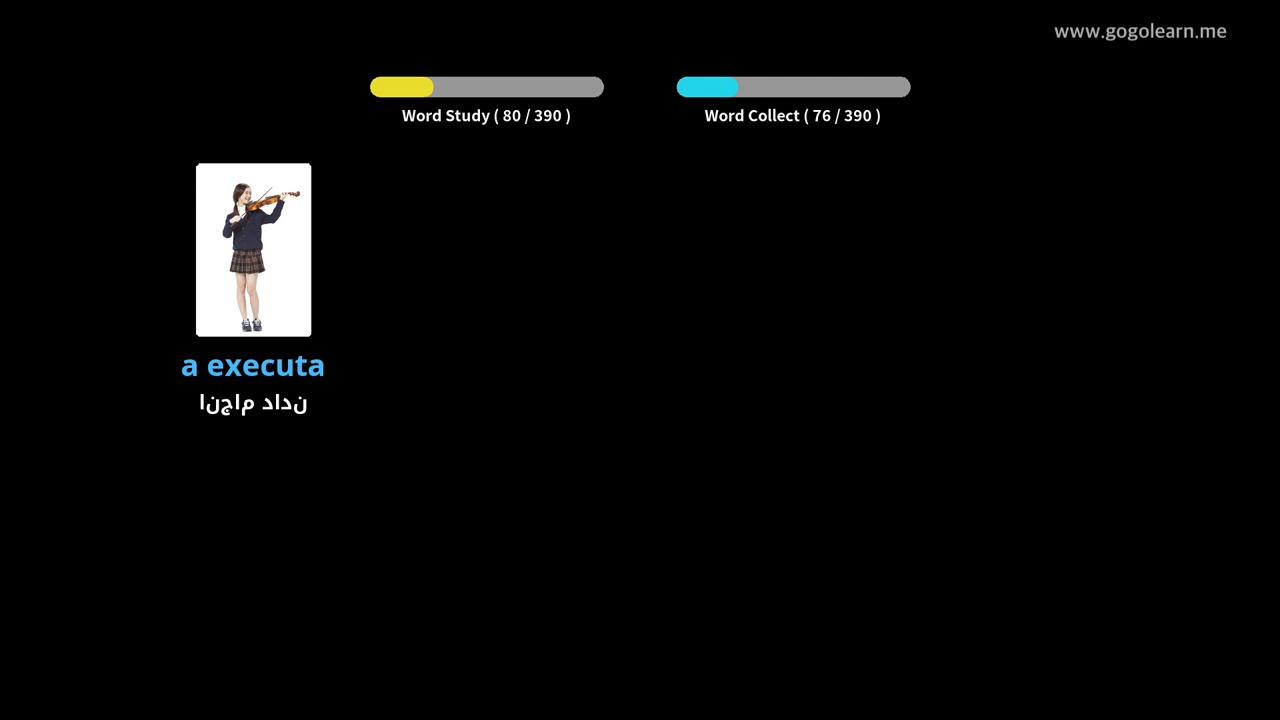 www.gogolearn.me
Word Study ( 80 / 390 )
Word Collect ( 76 / 390 )
a executa
انجام دادن